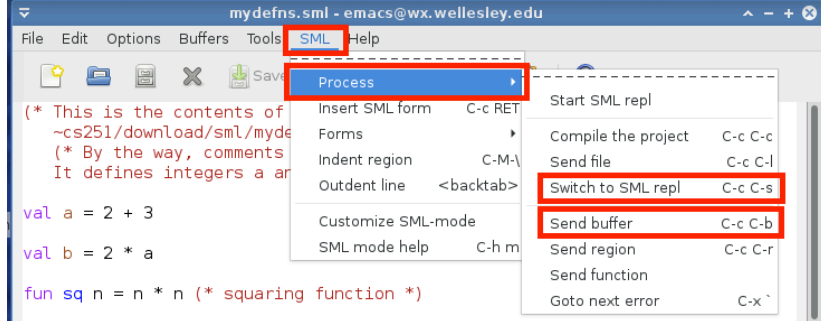 mydefns.sml - emacs@wx.wellesley.edu
File Edit Options Buffers Tools SML Help
Save
(* This is the contents of
~cs251/download/sml/myde
(* By the way, comments
It defines integers a an
val a = 2 + 3
val b = 2 * a
fun sq n = n * n (* squaring function *)
Process
Insert SML form C-c RET
Forms
Indent region C-M-\
Outdent line <backtab>
Customize SML-mode
SML mode help C-h m
Start SML repl
Compile the project C-c C-c
Send file C-c C-l
Switch to SML repl C-c C-s
Send buffer C-c C-b
Send region C-c C-r
Send function
Goto next error C-x `